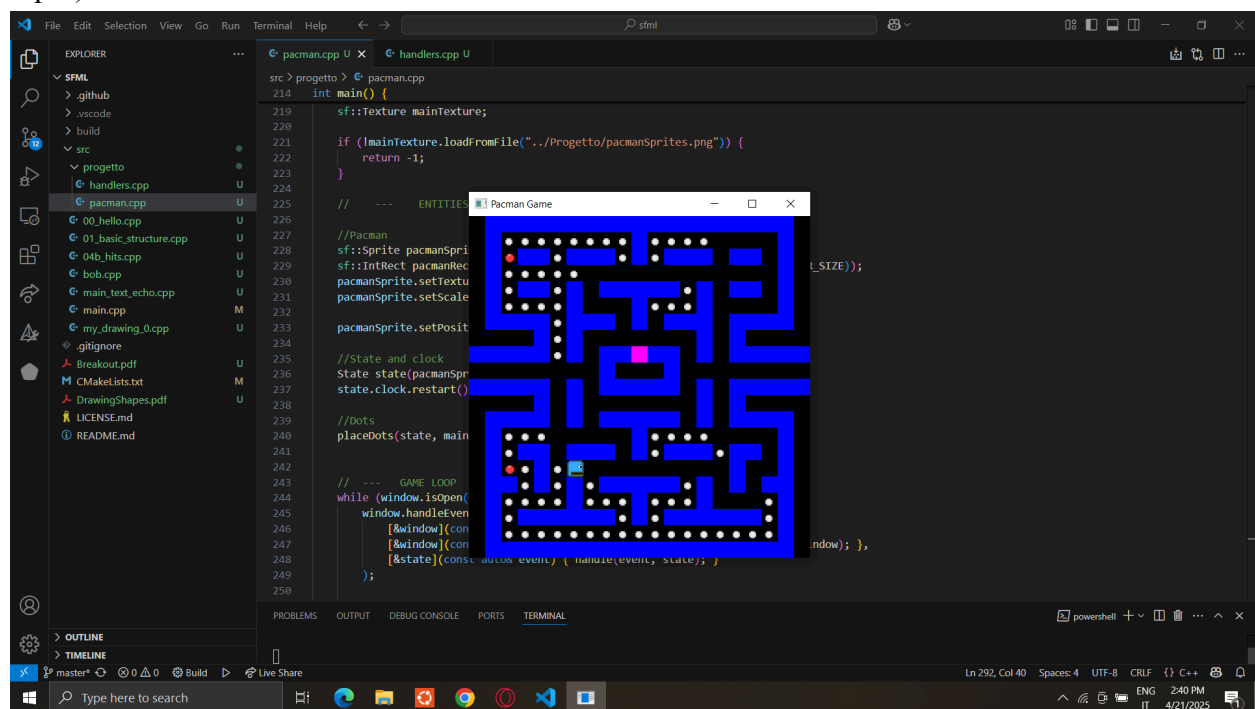 File Edit Selection View Go Run Terminal Help
sfml
EXPLORER
pacman.cpp U
handlers.cpp U
SFML
src > progetto > pacman.cpp
.github
214 int main() {
.vscode
219 sf::Texture mainTexture;
build
220
src
221 if (!mainTexture.loadFromFile("../Progetto/pacmanSprites.png")) {
progetto
222 return -1;
handlers.cpp U
223 }
pacman.cpp U
224
00_hello.cpp U
225 // --- ENTITIES
Pacman Game
01_basic_structure.cpp U
226
04b_hits.cpp U
227 //Pacman
bob.cpp U
228 sf::Sprite pacmanSpri
main_text_echo.cpp U
229 sf::IntRect pacmanRec
_SIZE));
main.cpp M
230 pacmanSprite.setTextu
my_drawing_0.cpp U
231 pacmanSprite.setScale
.gitignore
232
Breakout.pdf U
233 pacmanSprite.setPosit
CMakeLists.txt M
234
DrawingShapes.pdf U
235 //State and clock
LICENSE.md
236 State state(pacmanSpr
README.md
237 state.clock.restart()
238
239 //Dots
240 placeDots(state, main
241
242
243 // --- GAME LOOP
244 while (window.isOpen(
245 window.handleEven
246 [&window](con
247 [&window](con
ndow); },
248 [&state](const auto& event) { handle(event, state); }
249 );
250
PROBLEMS OUTPUT DEBUG CONSOLE PORTS TERMINAL
powershell
OUTLINE
TIMELINE
12
master* 0 0 Build Live Share
Ln 292, Col 40 Spaces: 4 UTF-8 CRLF {} C++
Type here to search
ENG 2:40 PM
IT 4/21/2025
1